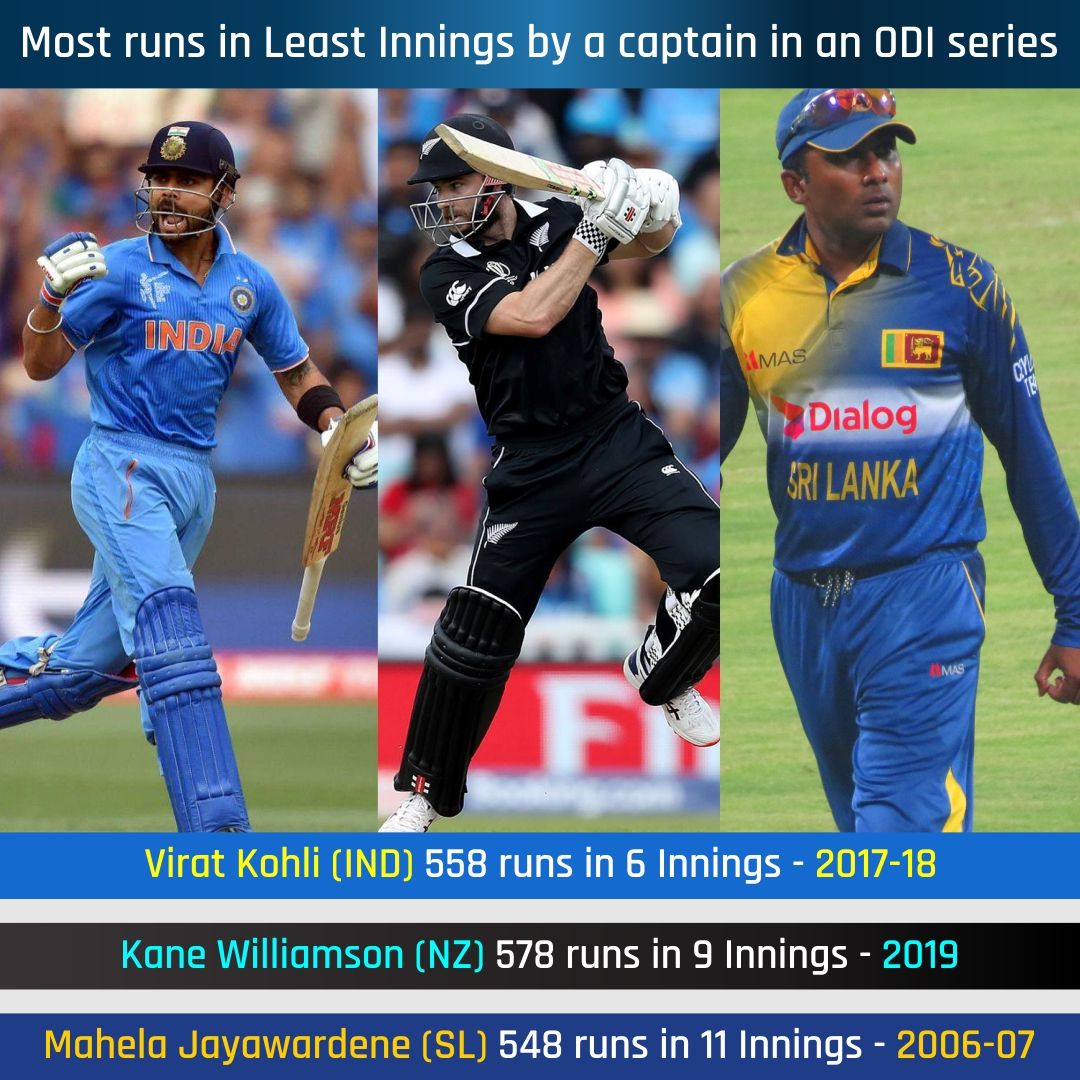 Most runs in Least Innings by a captain in an ODI series
INDIA
MAS
Dialog
SRI LANKA
MAS
Virat Kohli (IND) 558 runs in 6 Innings - 2017-18
Kane Williamson (NZ) 578 runs in 9 Innings - 2019
Mahela Jayawardene (SL) 548 runs in 11 Innings - 2006-07